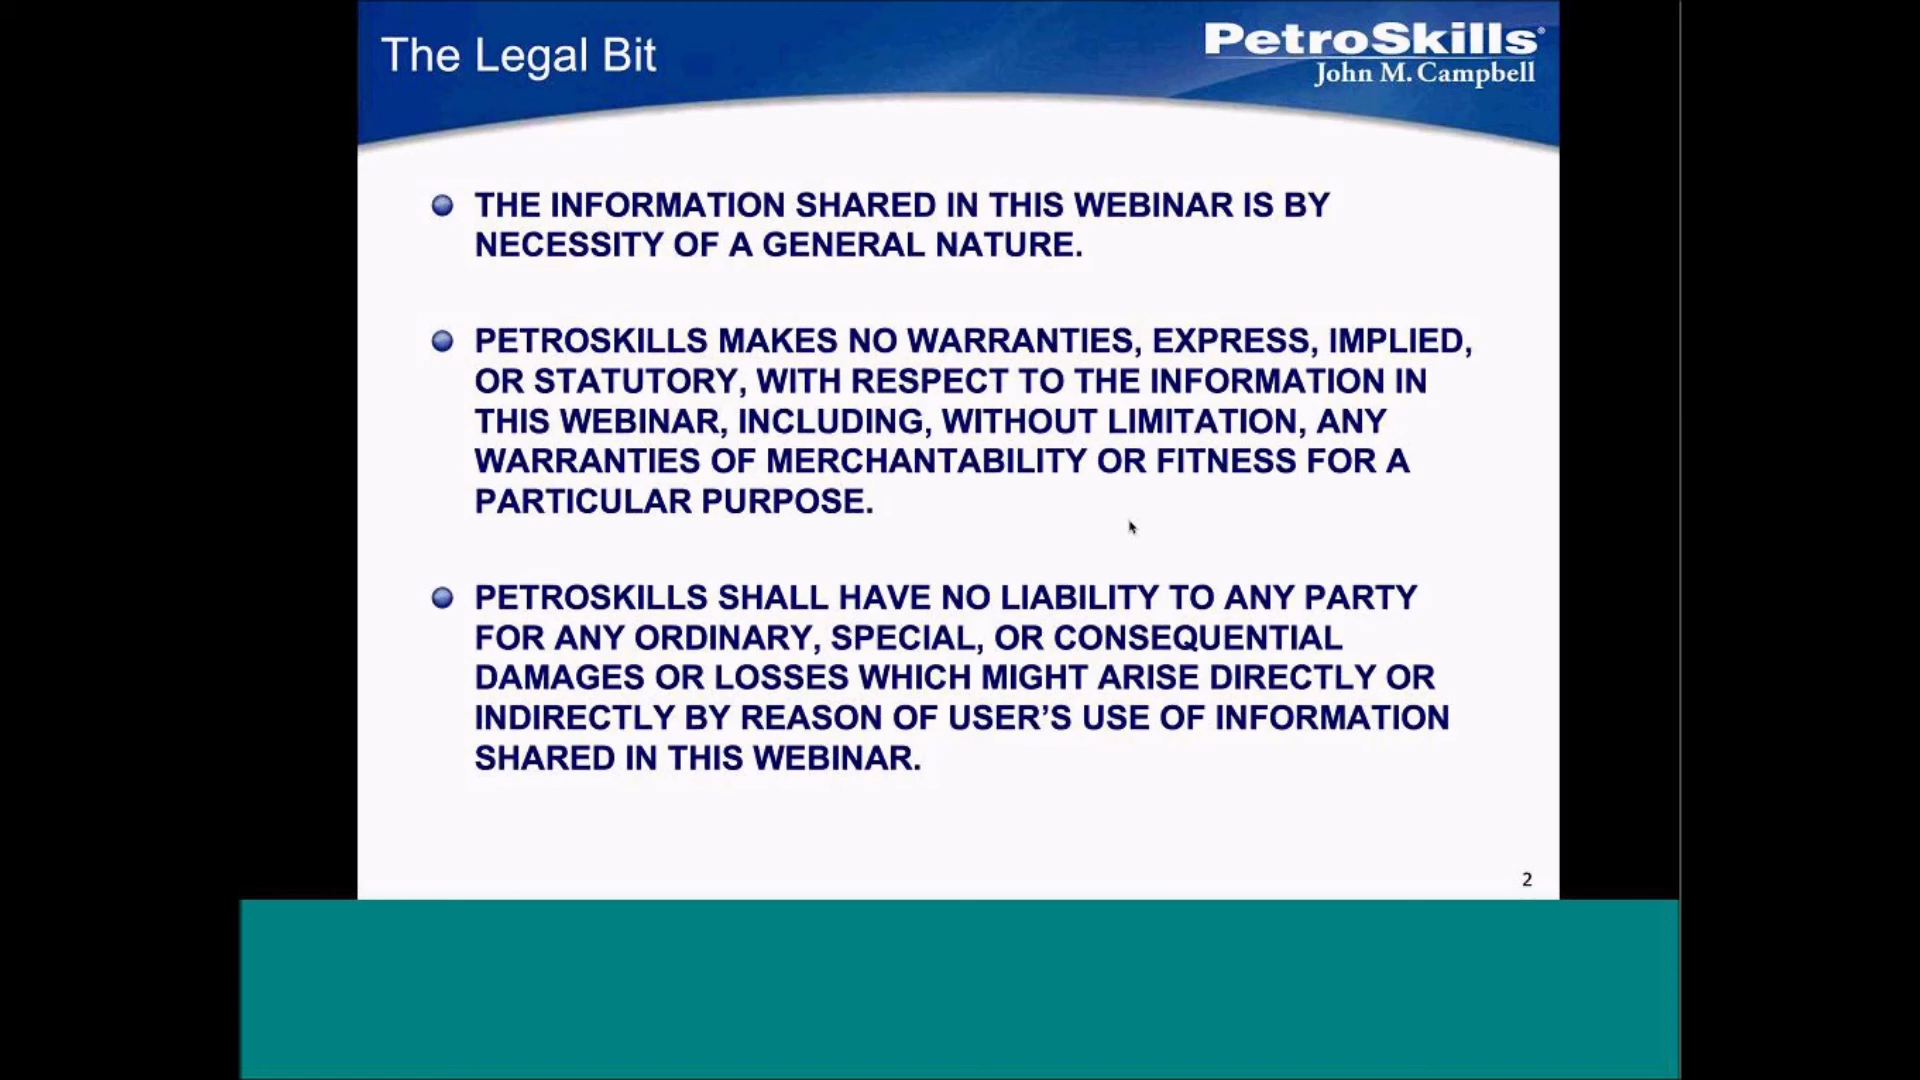 The Legal Bit
PetroSkills®
John M. Campbell
THE INFORMATION SHARED IN THIS WEBINAR IS BY
NECESSITY OF A GENERAL NATURE.
PETROSKILLS MAKES NO WARRANTIES, EXPRESS, IMPLIED,
OR STATUTORY, WITH RESPECT TO THE INFORMATION IN
THIS WEBINAR, INCLUDING, WITHOUT LIMITATION, ANY
WARRANTIES OF MERCHANTABILITY OR FITNESS FOR A
PARTICULAR PURPOSE.
PETROSKILLS SHALL HAVE NO LIABILITY TO ANY PARTY
FOR ANY ORDINARY, SPECIAL, OR CONSEQUENTIAL
DAMAGES OR LOSSES WHICH MIGHT ARISE DIRECTLY OR
INDIRECTLY BY REASON OF USER’S USE OF INFORMATION
SHARED IN THIS WEBINAR.
2